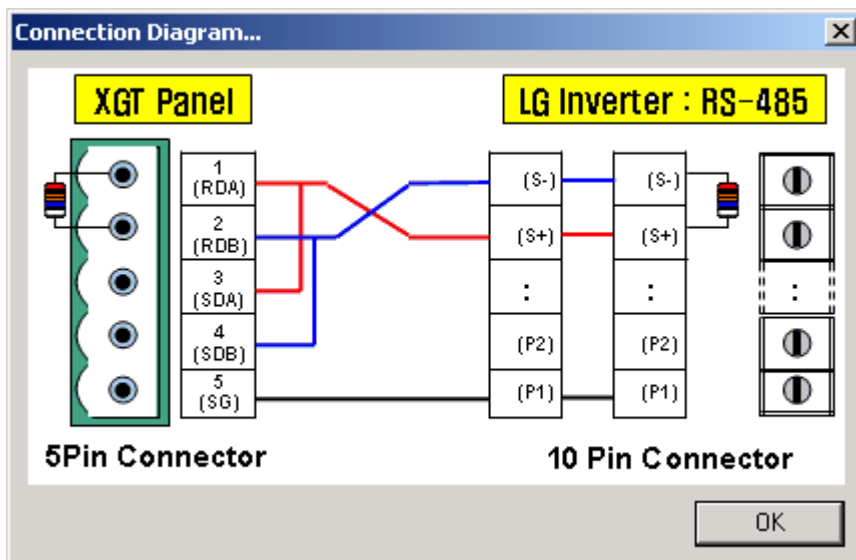 Connection Diagram...
XGT Panel
LG Inverter : RS-485
1
(RDA)
2
(RDB)
3
(SDA)
4
(SDB)
5
(SG)
(S-)
(S+)
:
(P2)
(P1)
(S-)
(S+)
:
(P2)
(P1)
:
5Pin Connector
10 Pin Connector
OK